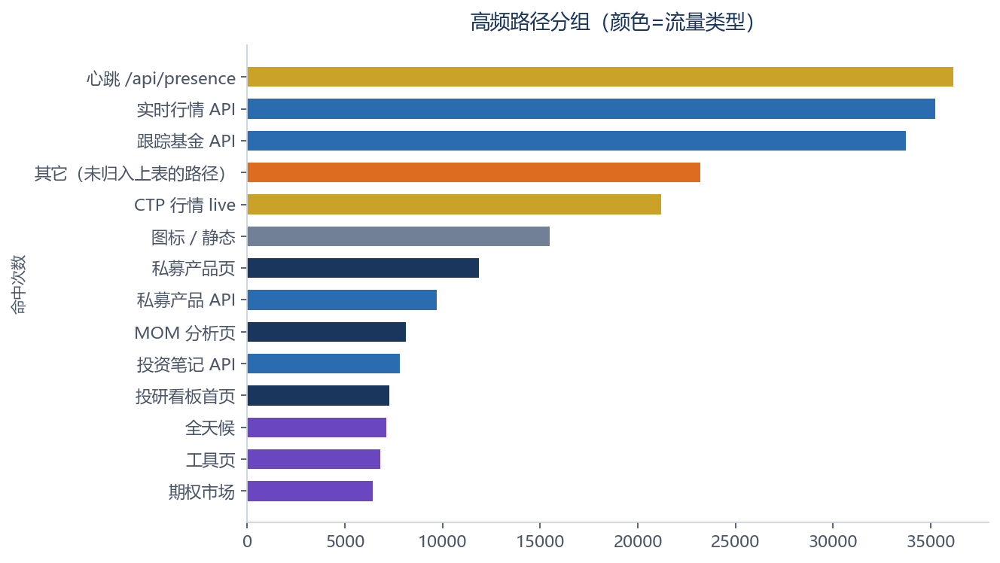 高频路径分组（颜色=流量类型）
心跳 /api/presence
实时行情 API
跟踪基金 API
其它（未归入上表的路径）
CTP 行情 live
图标 / 静态
私募产品页
私募产品 API
MOM 分析页
投资笔记 API
投研看板首页
全天候
工具页
期权市场
命中次数
0 5000 10000 15000 20000 25000 30000 35000